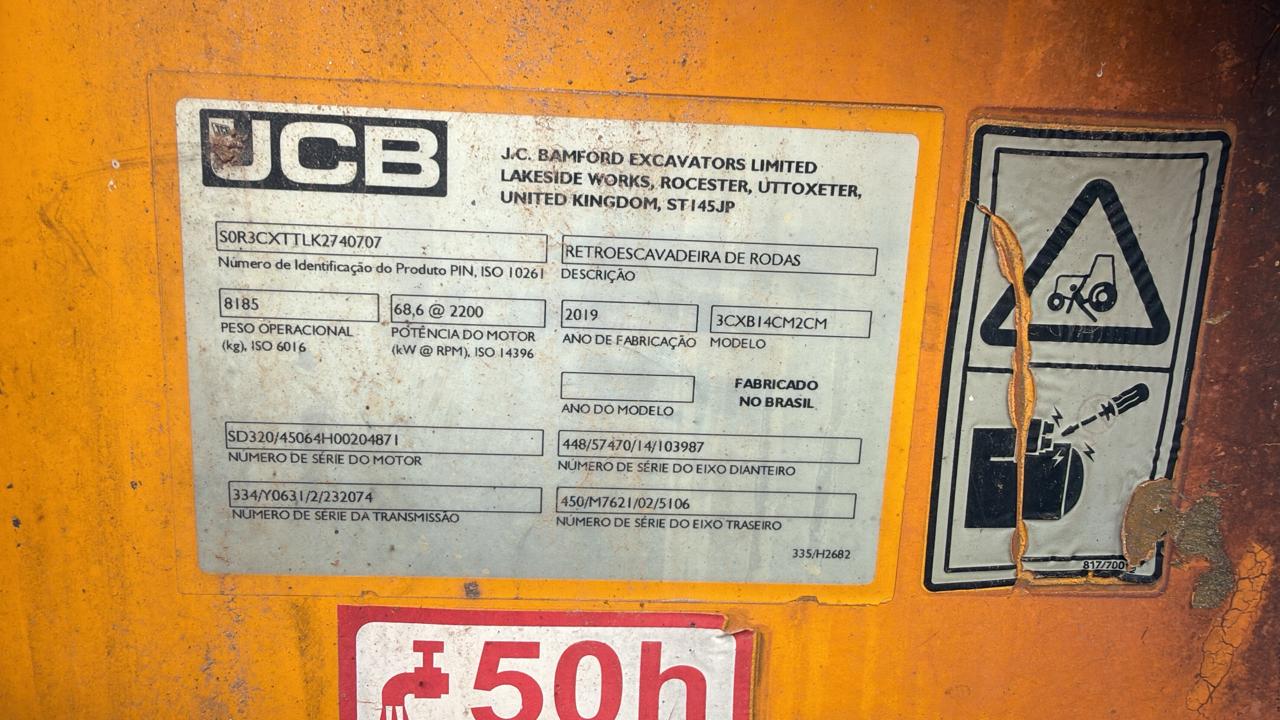 JCB
J.C. BAMFORD EXCAVATORS LIMITED
LAKESIDE WORKS, ROCESTER, UTTOXETER,
UNITED KINGDOM, ST145JP
S0R3CXTTLK2740707
Número de Identificação do Produto PIN, ISO 10261
RETROESCAVADEIRA DE RODAS
DESCRIÇÃO
8185
PESO OPERACIONAL
(kg), ISO 6016
68,6 @ 2200
POTÊNCIA DO MOTOR
(kW @ RPM), ISO 14396
2019
ANO DE FABRICAÇÃO
3CXB14CM2CM
MODELO
ANO DO MODELO
FABRICADO
NO BRASIL
SD320/45064H00204871
NÚMERO DE SÉRIE DO MOTOR
448/57470/14/103987
NÚMERO DE SÉRIE DO EIXO DIANTEIRO
334/Y0631/2/232074
NÚMERO DE SÉRIE DA TRANSMISSÃO
450/M7621/02/5106
NÚMERO DE SÉRIE DO EIXO TRASEIRO
335/H2682
50h